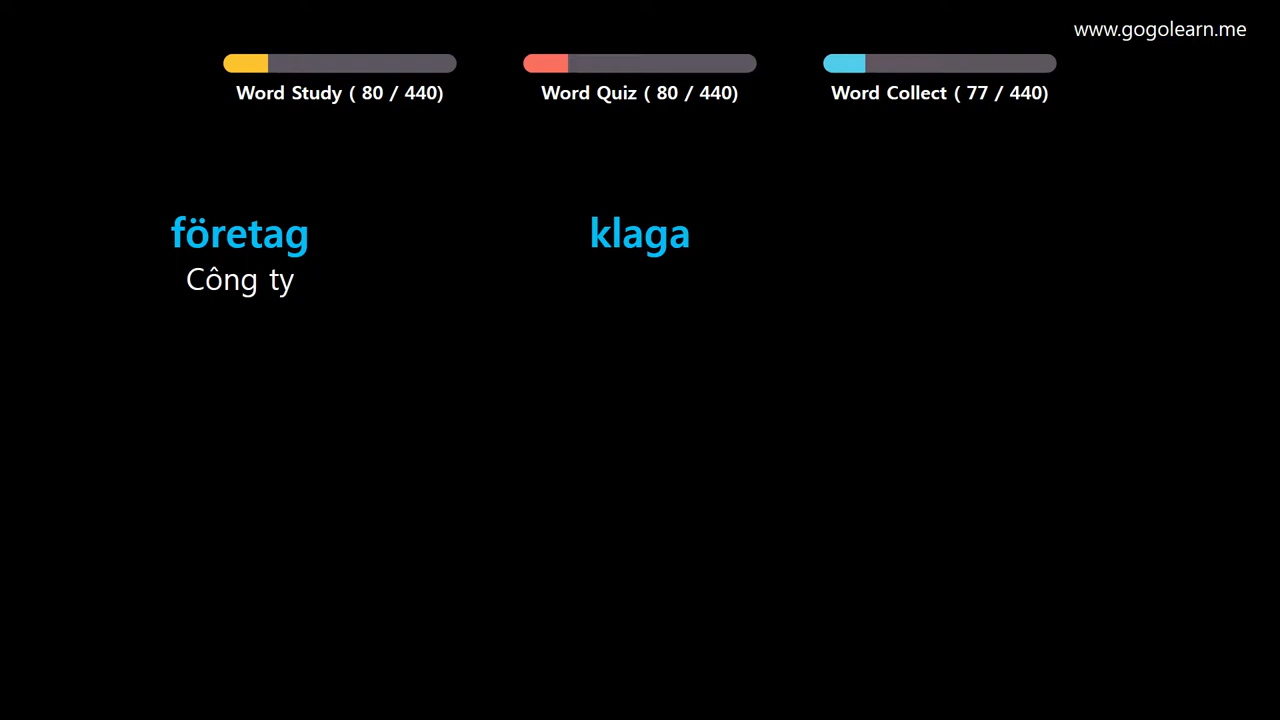 www.gogolearn.me
Word Study ( 80 / 440)
Word Quiz ( 80 / 440)
Word Collect ( 77 / 440)
företag
Công ty
klaga